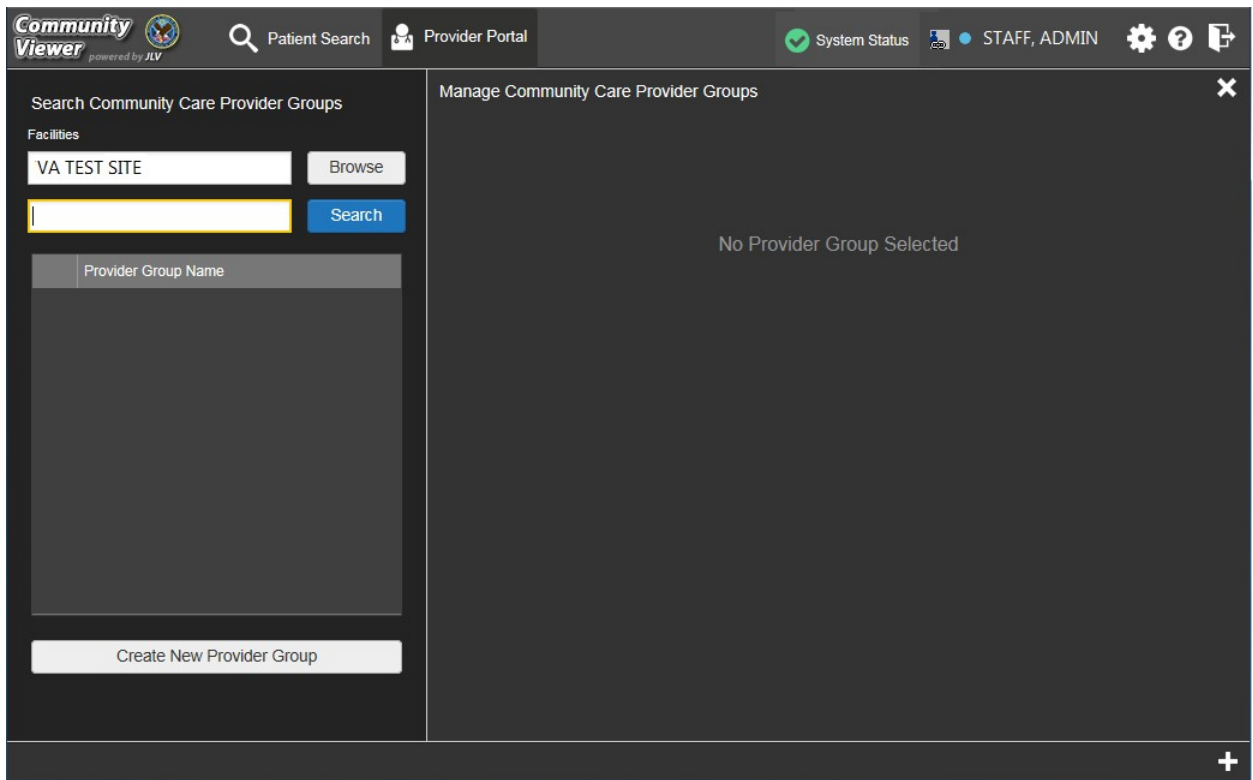 Community
Viewer powered by JLV
Patient Search
Provider Portal
System Status
STAFF, ADMIN
Search Community Care Provider Groups
Facilities
VA TEST SITE
Browse
Search
Provider Group Name
Create New Provider Group
Manage Community Care Provider Groups
No Provider Group Selected